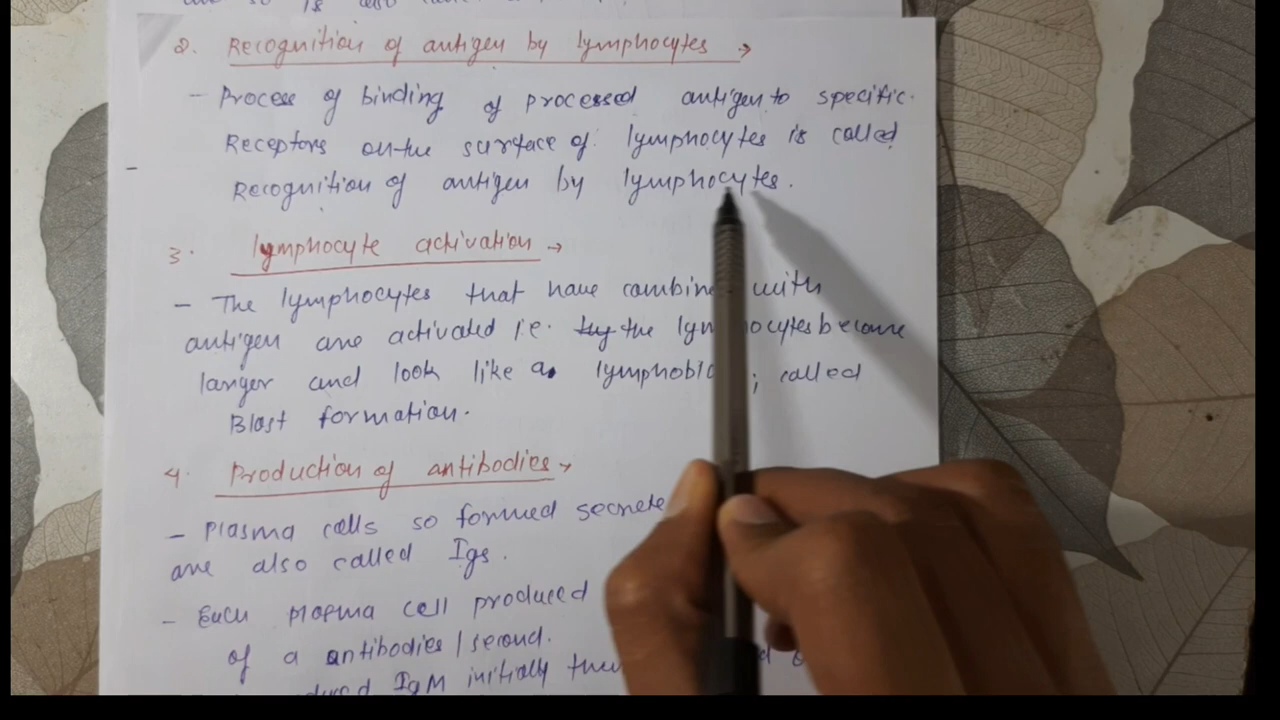 2. Recognition of antigen by lymphocytes →
- Process of binding of processed antigen to specific
Receptors on the surface of lymphocytes is called
Recognition of antigen by lymphocytes.
3. lymphocyte activation →
- The lymphocytes that have combine with
antigen are activated i.e. the lymphocytes become
larger and look like a ; called
Blast formation.
4. Production of antibodies →
- Plasma cells so formed secrete
are also called Igs.
- Each plasma cell produced
of a antibodies / second.
IgM initially then